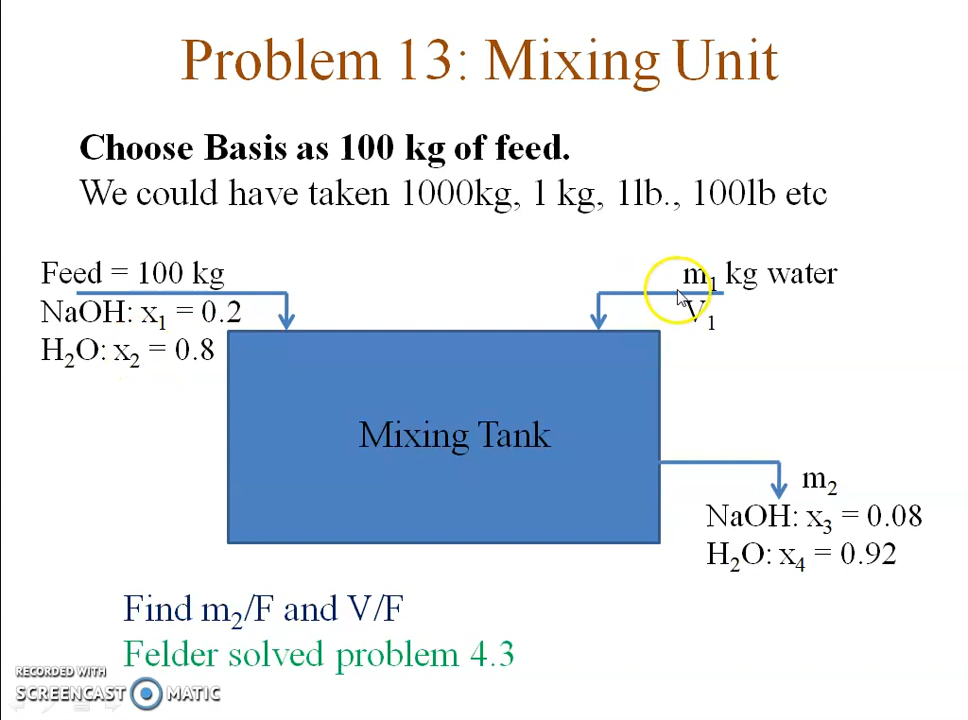 Problem 13: Mixing Unit
Choose Basis as 100 kg of feed.
We could have taken 1000kg, 1 kg, 1lb., 100lb etc
Feed = 100 kg
NaOH: x₁ = 0.2
H₂O: x₂ = 0.8
m₁ kg water
V₁
Mixing Tank
m₂
NaOH: x₃ = 0.08
H₂O: x₄ = 0.92
Find m₂/F and V/F
Felder solved problem 4.3
RECORDED WITH
SCREENCAST MATIC